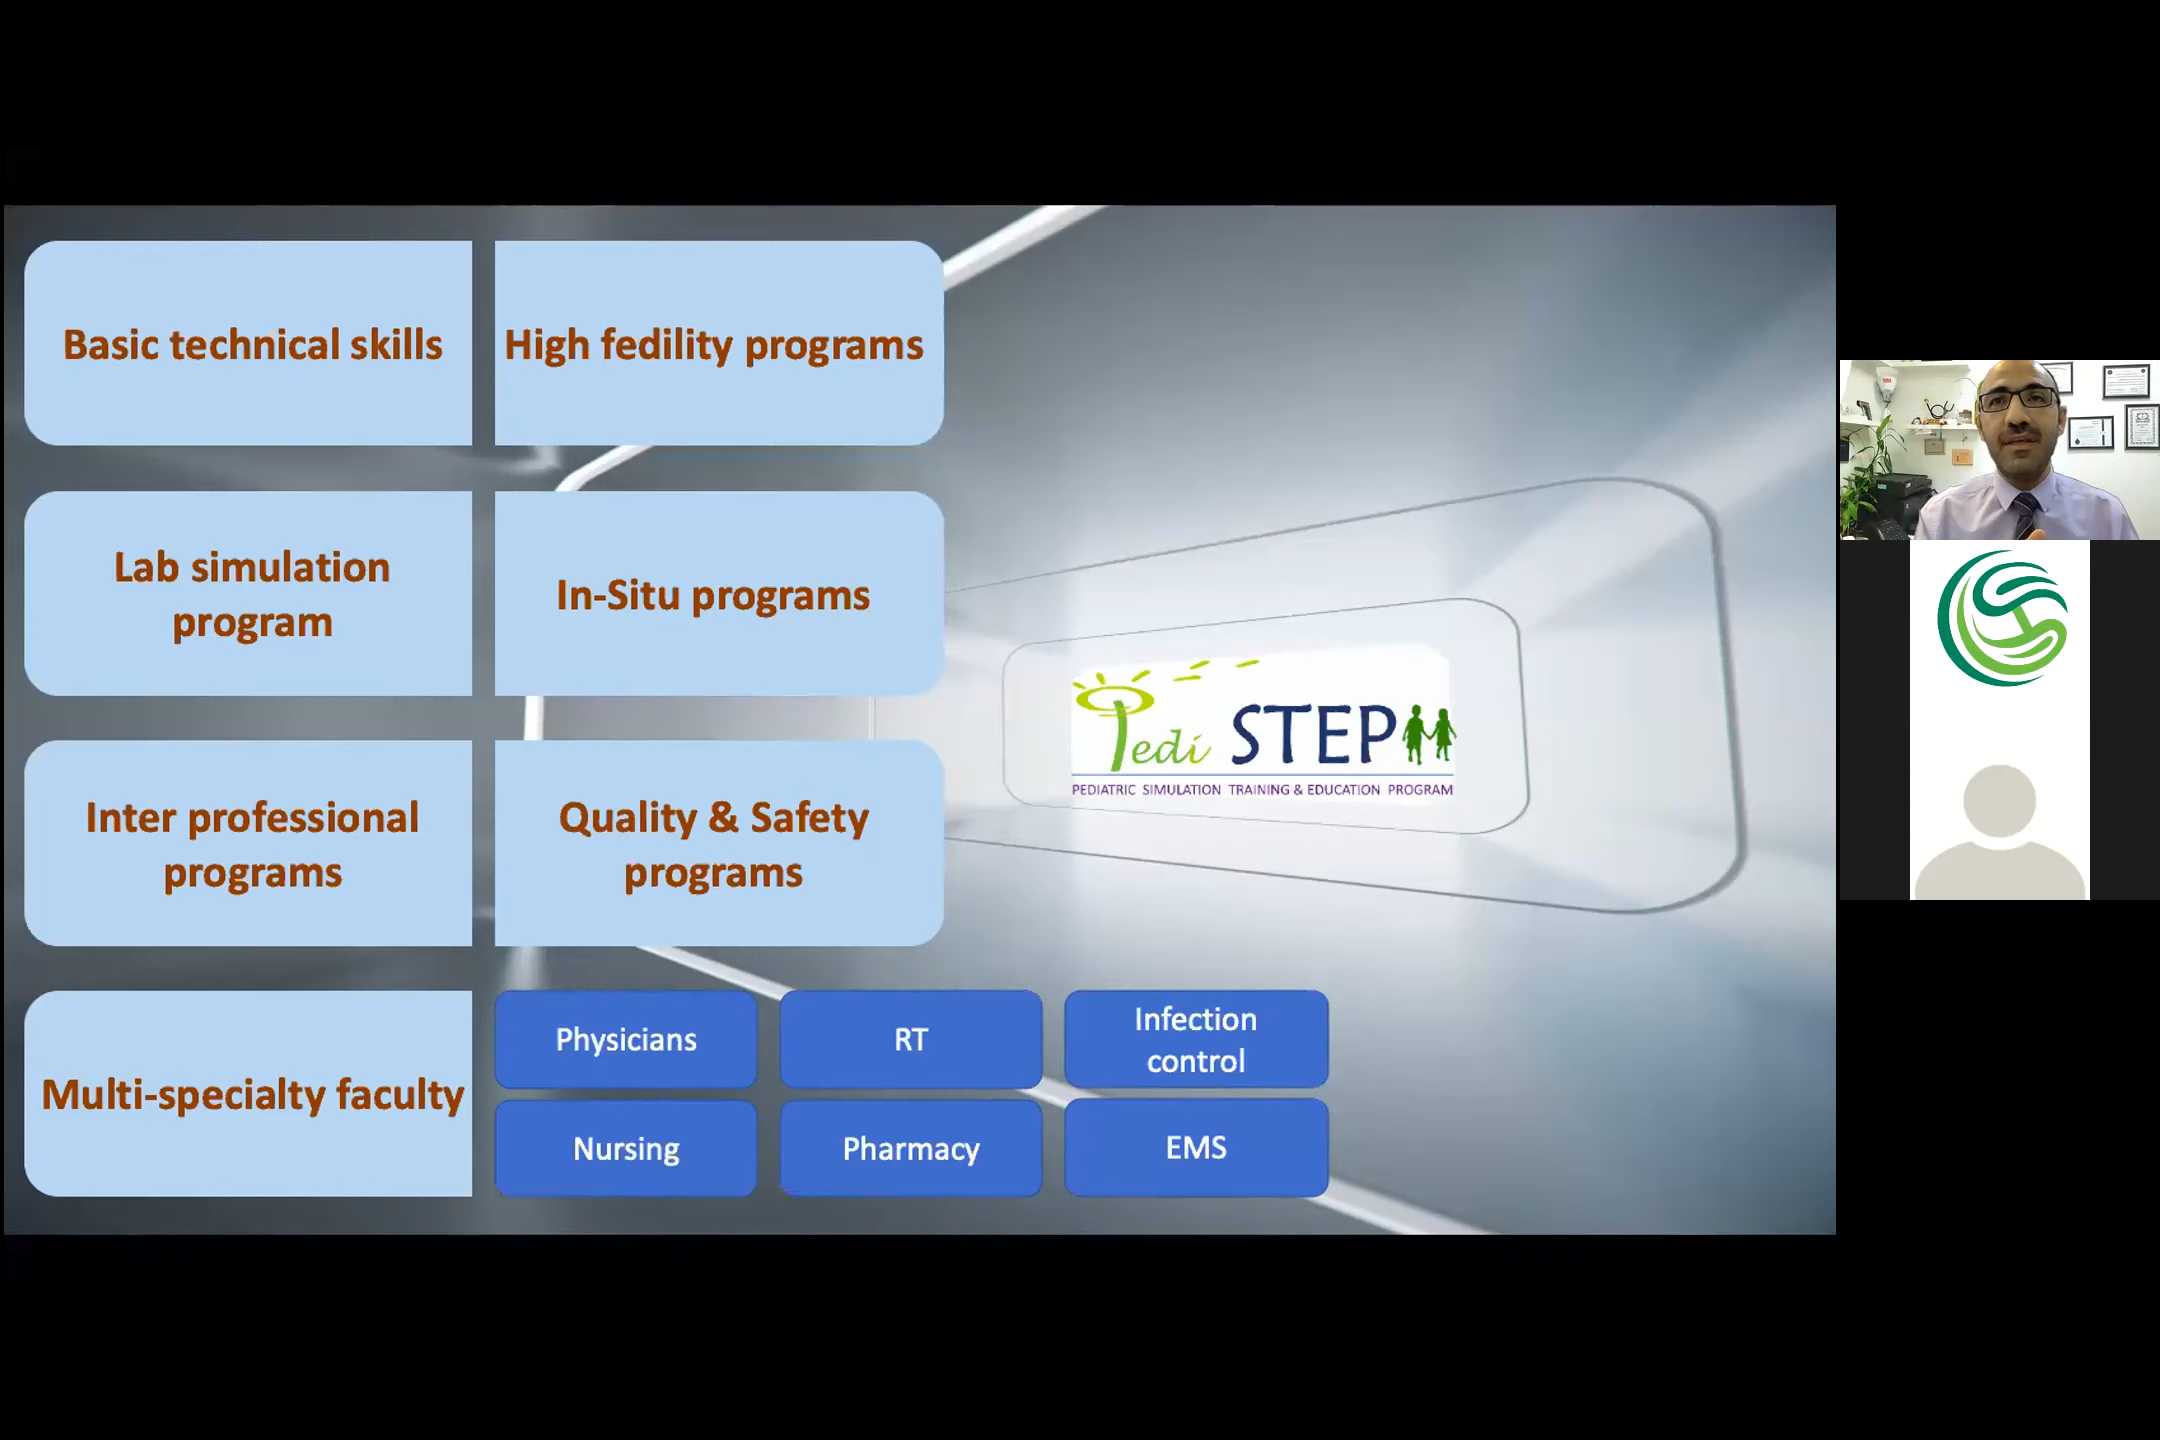 Basic technical skills
High fedility programs
Lab simulation
program
In-Situ programs
Inter professional
programs
Quality & Safety
programs
Pedi STEP
PEDIATRIC SIMULATION TRAINING & EDUCATION PROGRAM
Multi-specialty faculty
Physicians
RT
Infection
control
Nursing
Pharmacy
EMS